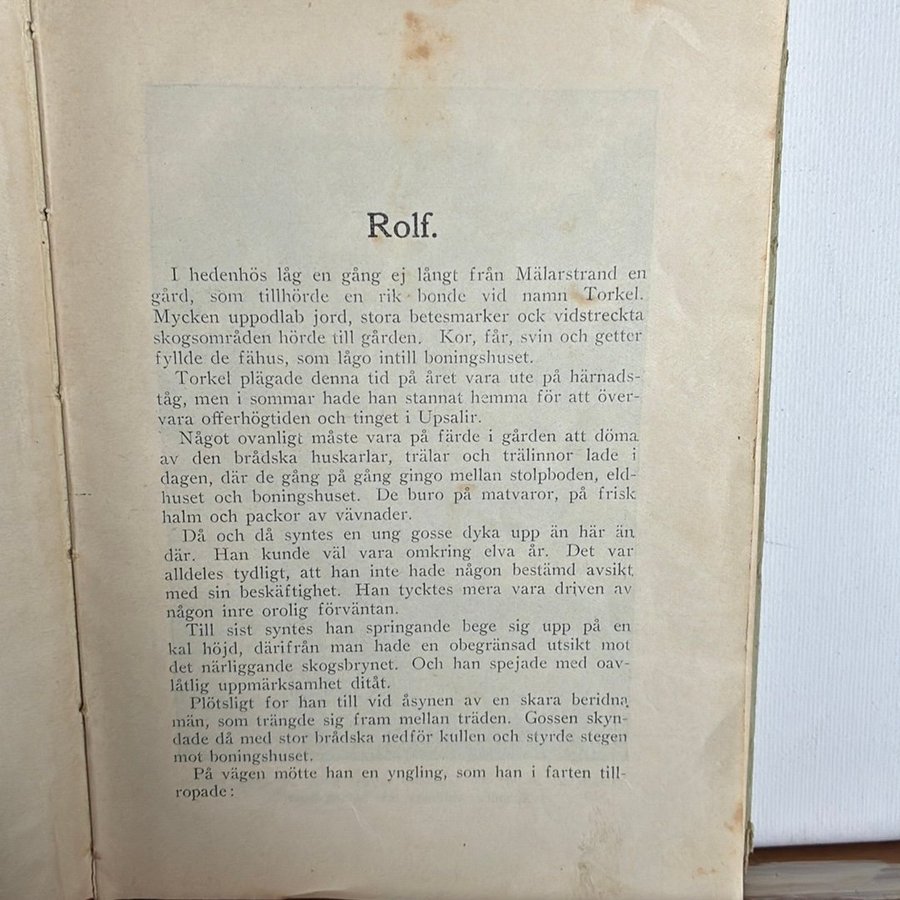 Rolf.
I hedenhös låg en gång ej långt från Mälarstrand en
gård, som tillhörde en rik bonde vid namn Torkel.
Mycken uppodlab jord, stora betesmarker ock vidstreckta
skogsområden hörde till gården. Kor, får, svin och getter
fyllde de fähus, som lågo intill boningshuset.
Torkel plägade denna tid på året vara ute på härnads-
tåg, men i sommar hade han stannat hemma för att över-
vara offerhögtiden och tinget i Upsalir.
Något ovanligt måste vara på färde i gården att döma
av den brådska huskarlar, trälar och trälinnor lade i
dagen, där de gång på gång gingo mellan stolpboden, eld-
huset och boningshuset. De buro på matvaror, på frisk
halm och packor av vävnader.
Då och då syntes en ung gosse dyka upp än här än
där. Han kunde väl vara omkring elva år. Det var
alldeles tydligt, att han inte hade någon bestämd avsikt
med sin beskäftighet. Han tycktes mera vara driven av
någon inre orolig förväntan.
Till sist syntes han springande bege sig upp på en
kal höjd, därifrån man hade en obegränsad utsikt mot
det närliggande skogsbrynet. Och han spejade med oav-
låtlig uppmärksamhet ditåt.
Plötsligt for han till vid åsynen av en skara beridna
män, som trängde sig fram mellan träden. Gossen skyn-
dade då med stor brådska nedför kullen och styrde stegen
mot boningshuset.
På vägen mötte han en yngling, som han i farten till-
ropade: